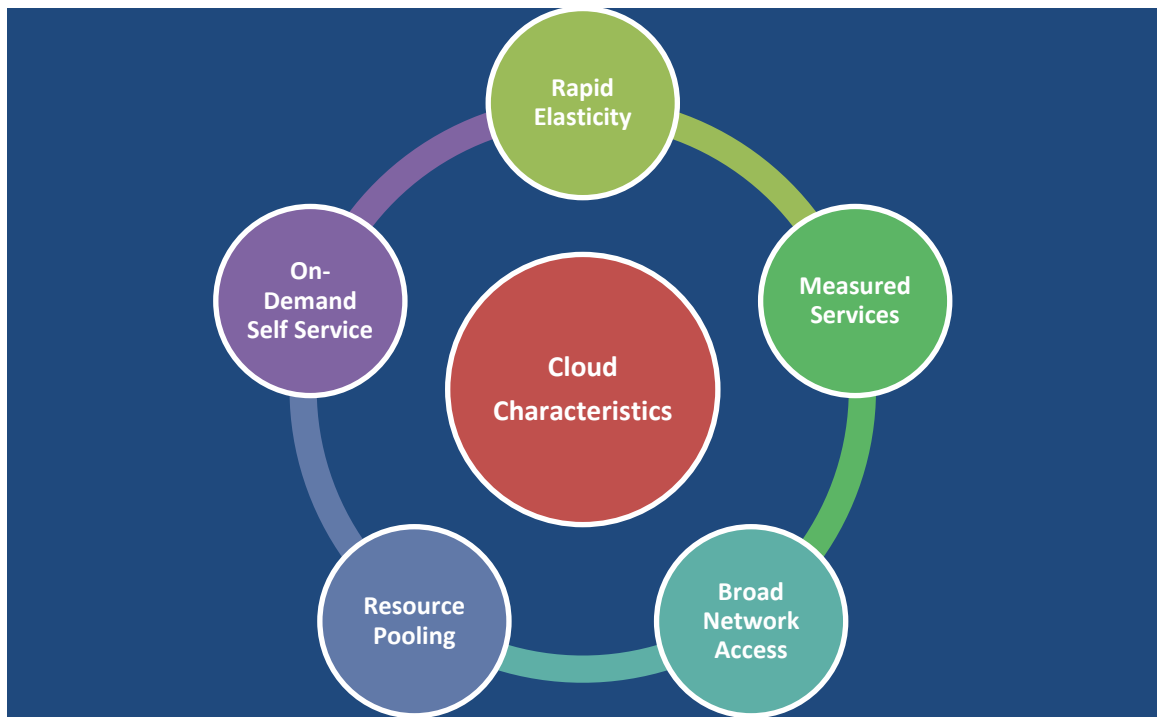 Rapid
Elasticity
On-
Demand
Self Service
Measured
Services
Cloud
Characteristics
Resource
Pooling
Broad
Network
Access